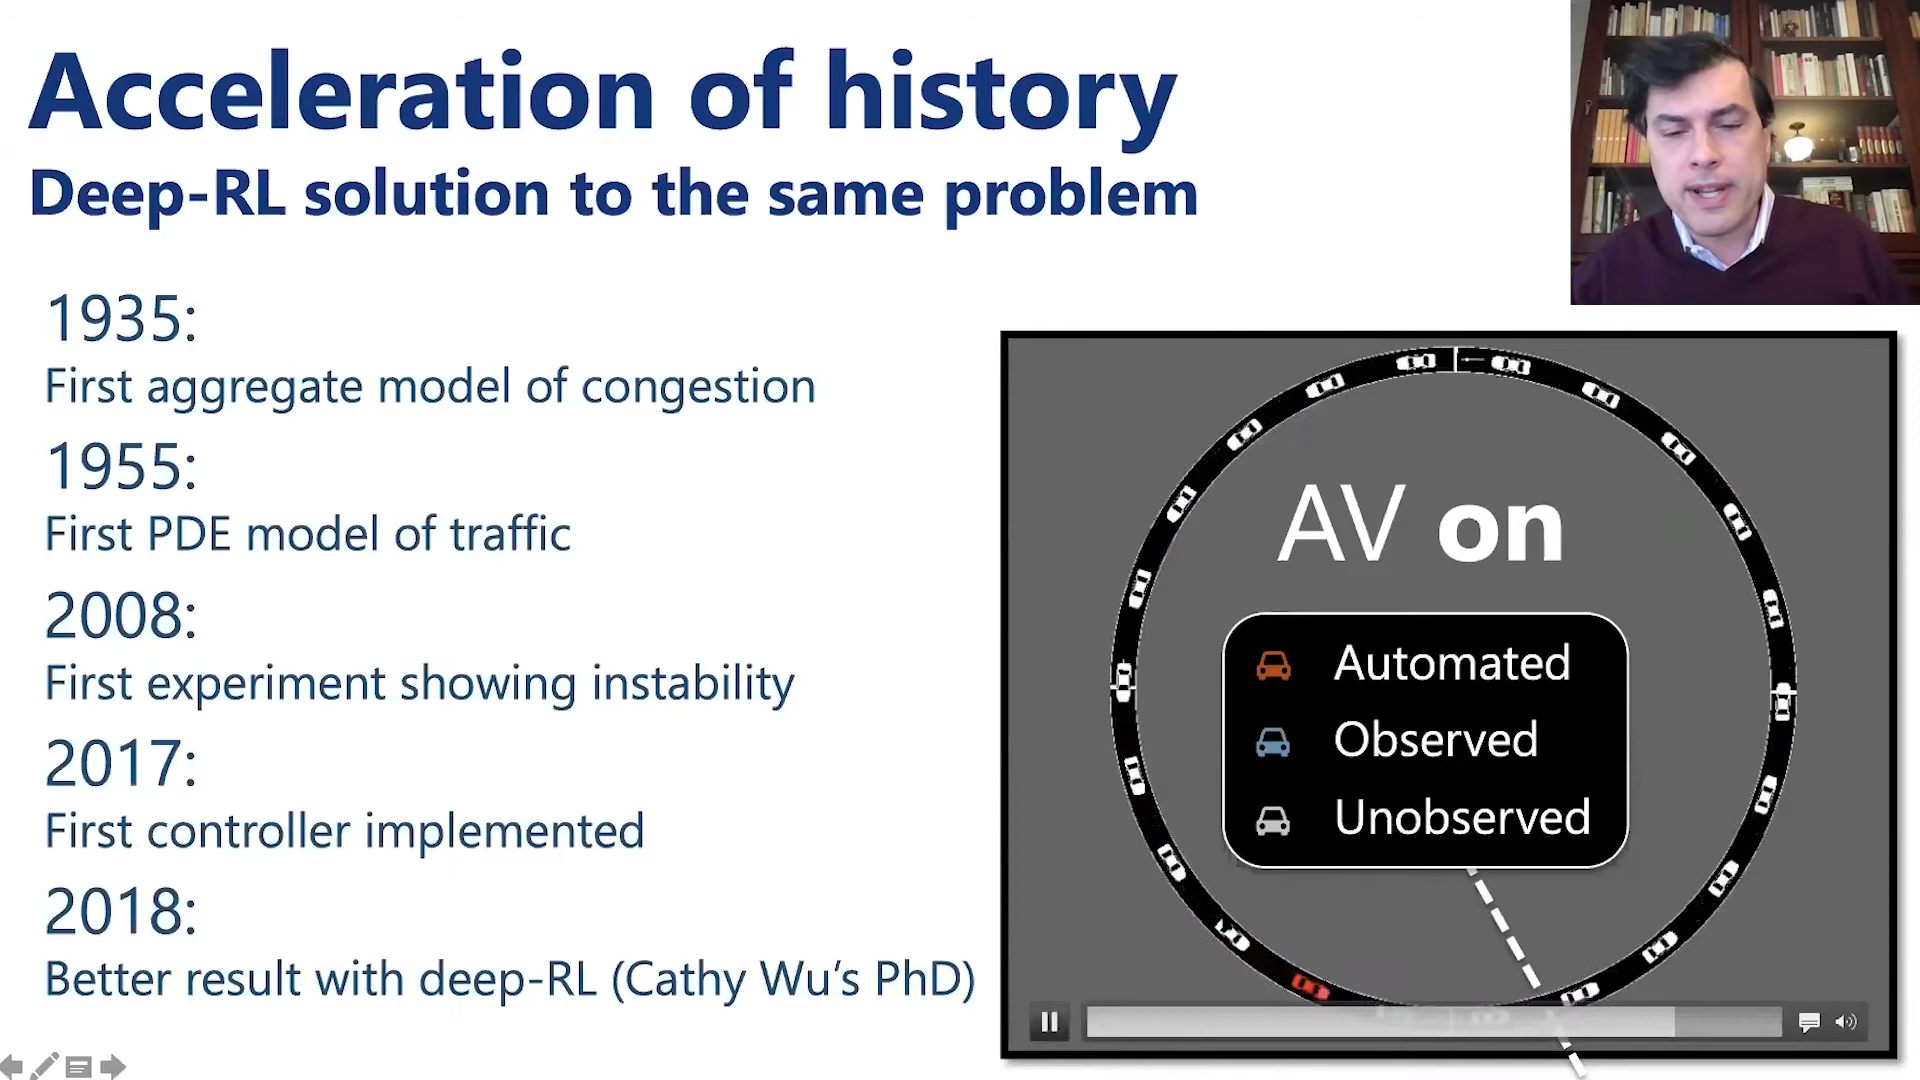 Acceleration of history
Deep-RL solution to the same problem
1935:
First aggregate model of congestion
1955:
First PDE model of traffic
2008:
First experiment showing instability
2017:
First controller implemented
2018:
Better result with deep-RL (Cathy Wu’s PhD)
AV on
Automated
Observed
Unobserved